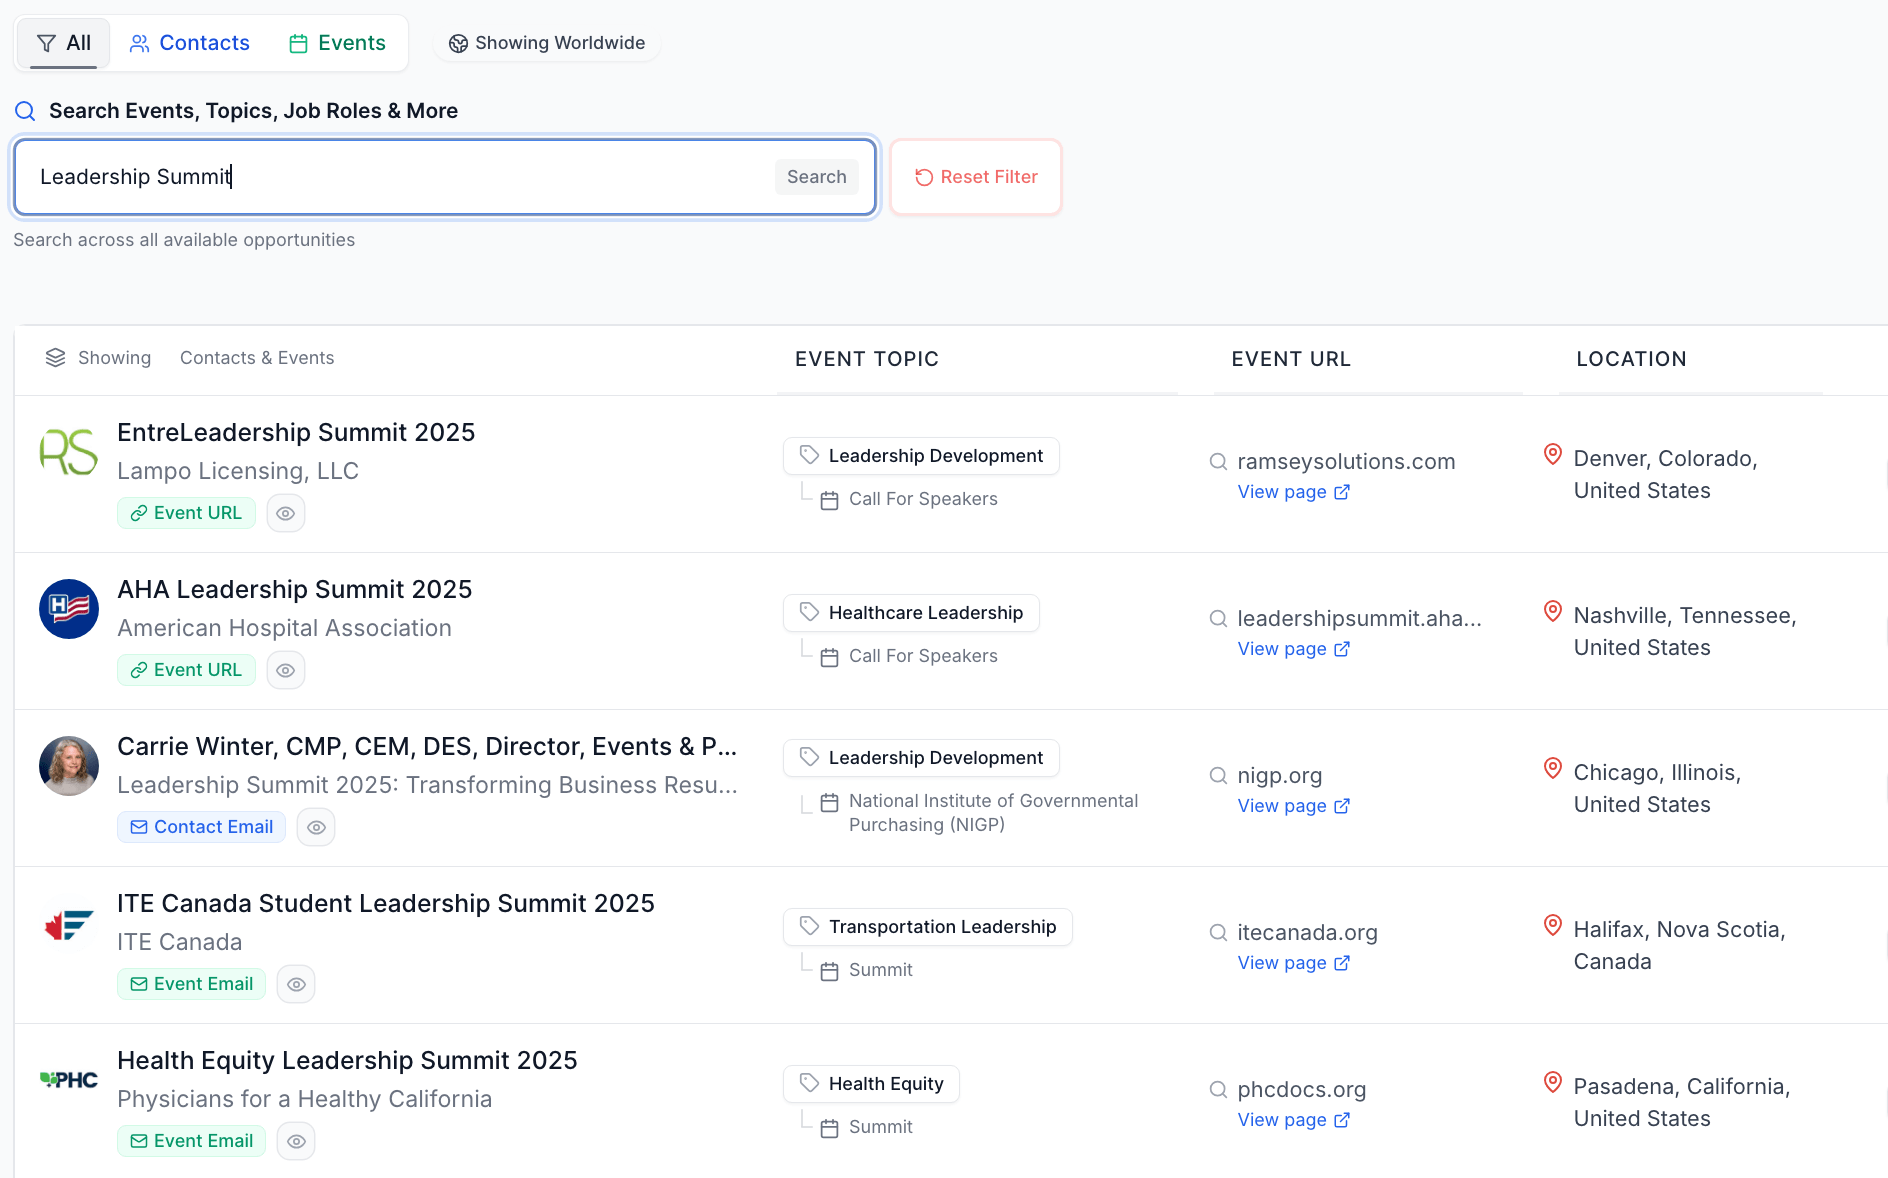 All
Contacts
Events
Showing Worldwide
Search Events, Topics, Job Roles & More
Leadership Summit
Search
Reset Filter
Search across all available opportunities
Showing
Contacts & Events
EVENT TOPIC
EVENT URL
LOCATION
RS
EntreLeadership Summit 2025
Lampo Licensing, LLC
Event URL
Leadership Development
Call For Speakers
ramseysolutions.com
View page
Denver, Colorado,
United States
H
AHA Leadership Summit 2025
American Hospital Association
Event URL
Healthcare Leadership
Call For Speakers
leadershipsummit.aha...
View page
Nashville, Tennessee,
United States
Carrie Winter, CMP, CEM, DES, Director, Events & P...
Leadership Summit 2025: Transforming Business Resu...
Contact Email
Leadership Development
National Institute of Governmental
Purchasing (NIGP)
nigp.org
View page
Chicago, Illinois,
United States
ITE Canada Student Leadership Summit 2025
ITE Canada
Event Email
Transportation Leadership
Summit
itecanada.org
View page
Halifax, Nova Scotia,
Canada
PHC
Health Equity Leadership Summit 2025
Physicians for a Healthy California
Event Email
Health Equity
Summit
phcdocs.org
View page
Pasadena, California,
United States